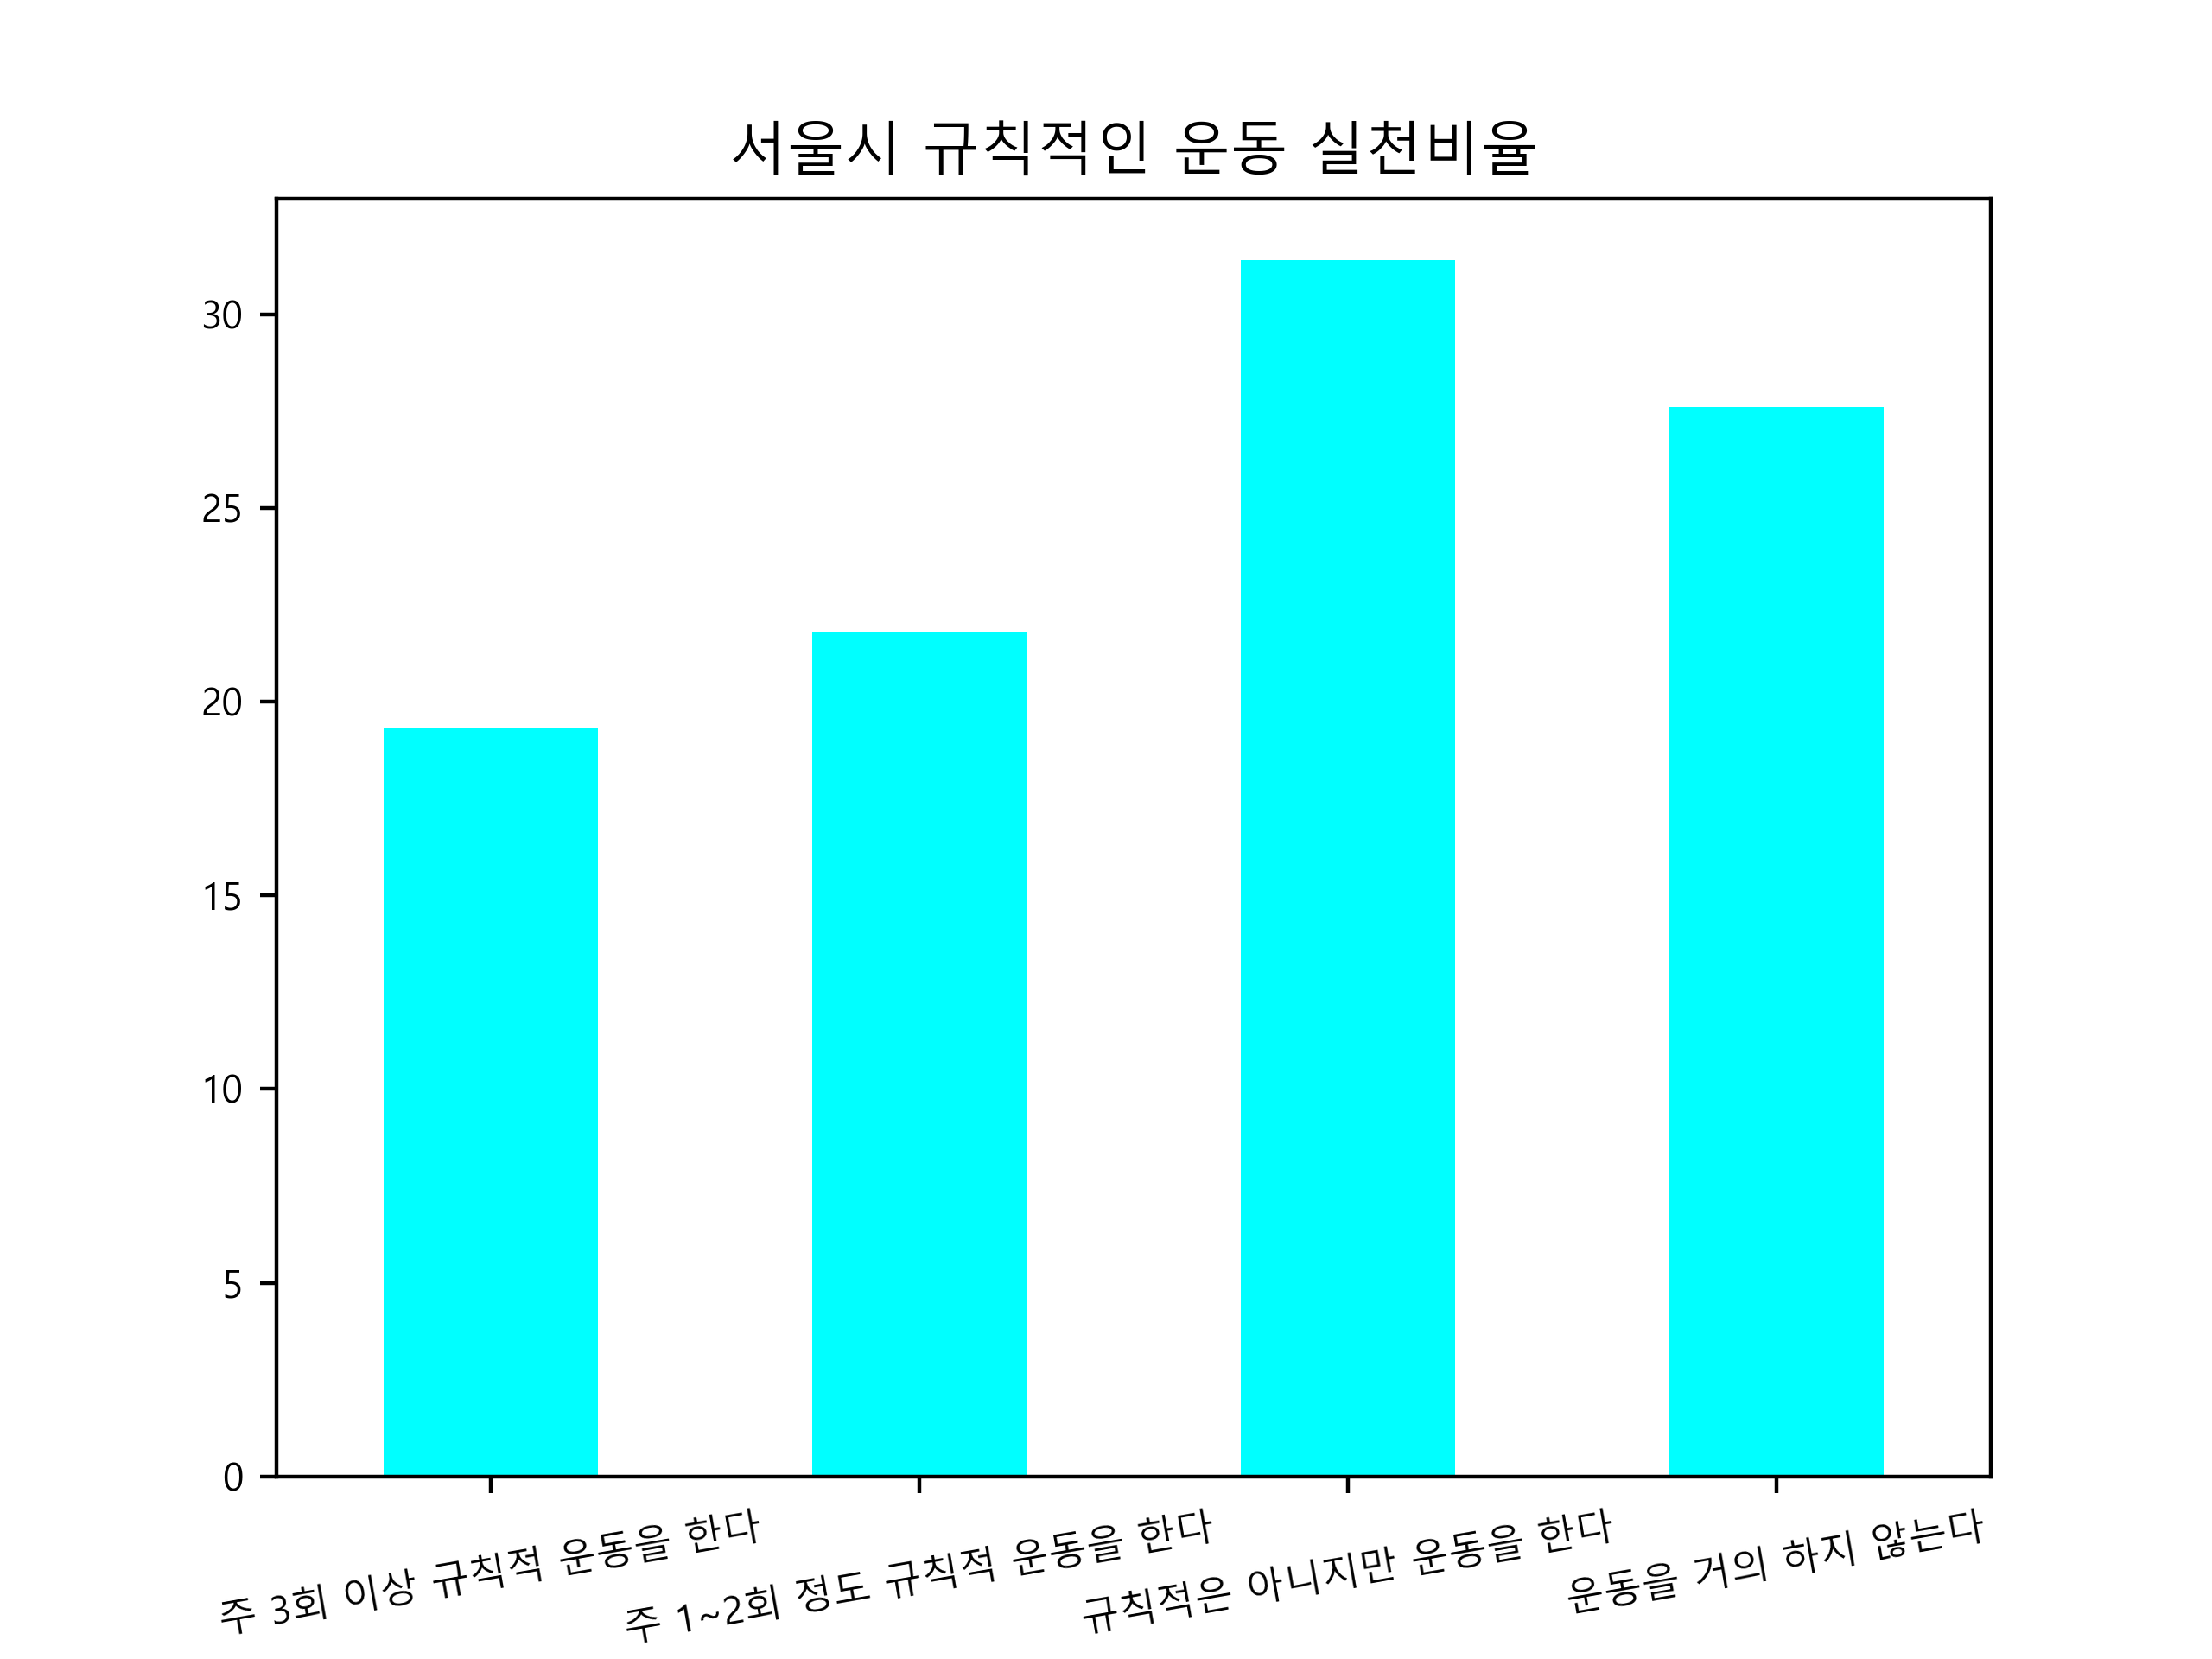 서울시 규칙적인 운동 실천비율
30
25
20
15
10
5
0
주 3회 이상 규칙적 운동을 한다
주 1~2회 정도 규칙적 운동을 한다
규칙적은 아니지만 운동을 한다
운동을 거의 하지 않는다